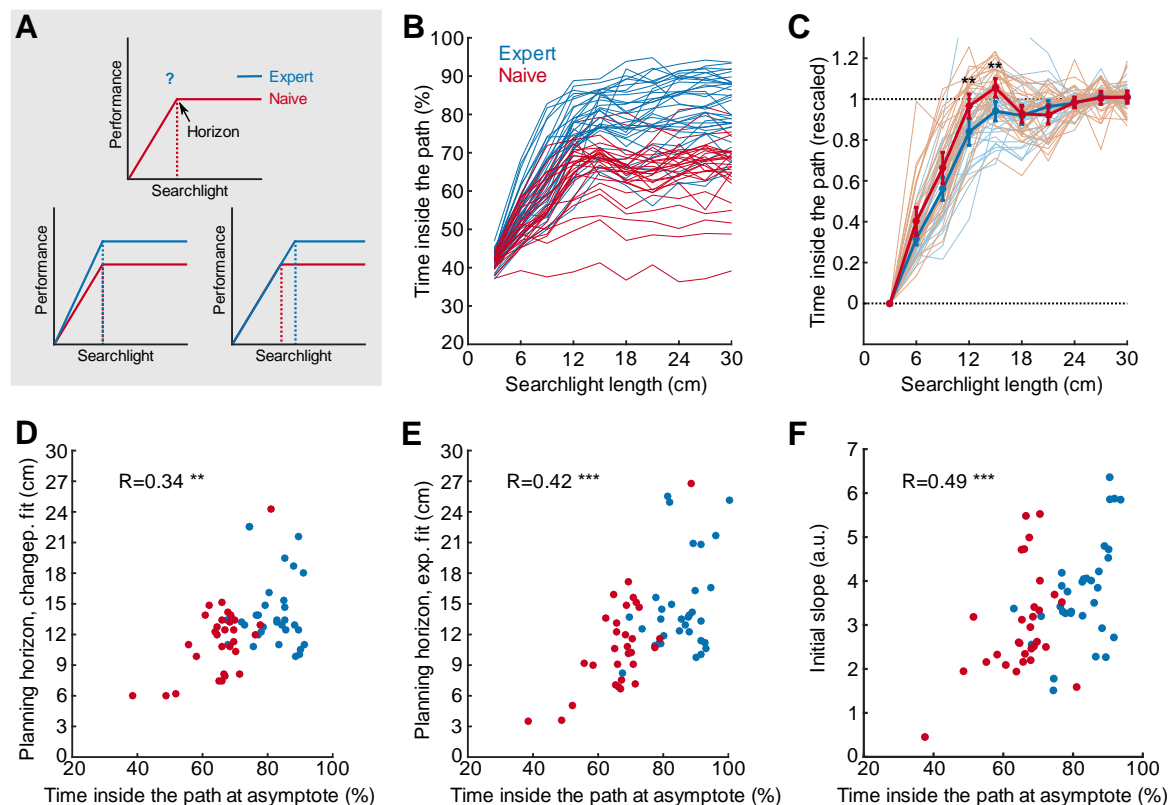 A
Performance
?
Expert
Naive
Horizon
Searchlight
Performance
Searchlight
Performance
Searchlight
B
Expert
Naive
Time inside the path (%)
100
90
80
70
60
50
40
30
20
6 12 18 24 30
Searchlight length (cm)
C
Time inside the path (rescaled)
1.2
1
0.8
0.6
0.4
0.2
0
** **
6 12 18 24 30
Searchlight length (cm)
D
R=0.34 **
Planning horizon, changep. fit (cm)
30
27
24
21
18
15
12
9
6
3
0
20 40 60 80 100
Time inside the path at asymptote (%)
E
R=0.42 ***
Planning horizon, exp. fit (cm)
30
27
24
21
18
15
12
9
6
3
0
20 40 60 80 100
Time inside the path at asymptote (%)
F
R=0.49 ***
Initial slope (a.u.)
7
6
5
4
3
2
1
0
20 40 60 80 100
Time inside the path at asymptote (%)